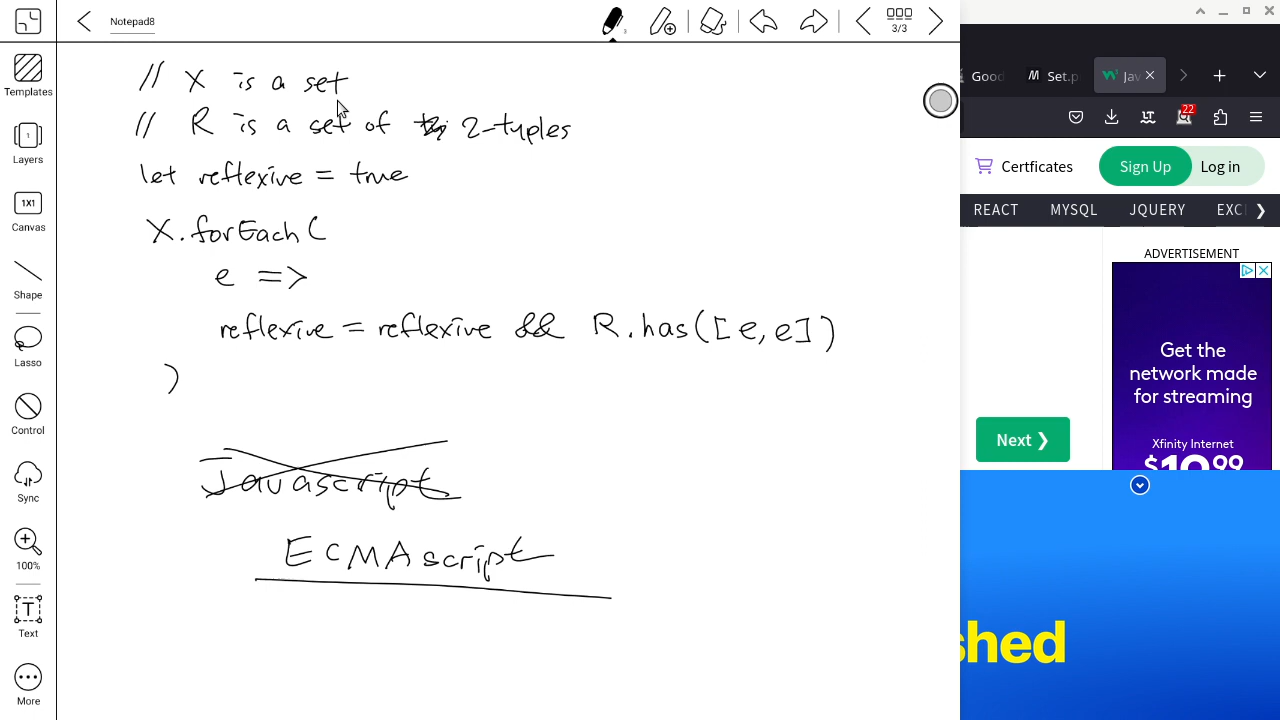 Notepad8
3/3
Templates
Layers
1X1
Canvas
Shape
Lasso
Control
Sync
100%
Text
More
// X is a set
// R is a set of 2-tuples
let reflexive = true
X.forEach(
e =>
reflexive = reflexive && R.has([e,e])
)
Javascript
ECMAscript
Good
Set.p
Jav
22
Certficates
Sign Up
Log in
REACT
MYSQL
JQUERY
EXC
ADVERTISEMENT
Get the
network made
for streaming
Xfinity Internet
Next ❯
shed